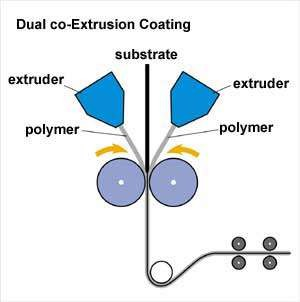 Dual co-Extrusion Coating
substrate
extruder
extruder
polymer
polymer